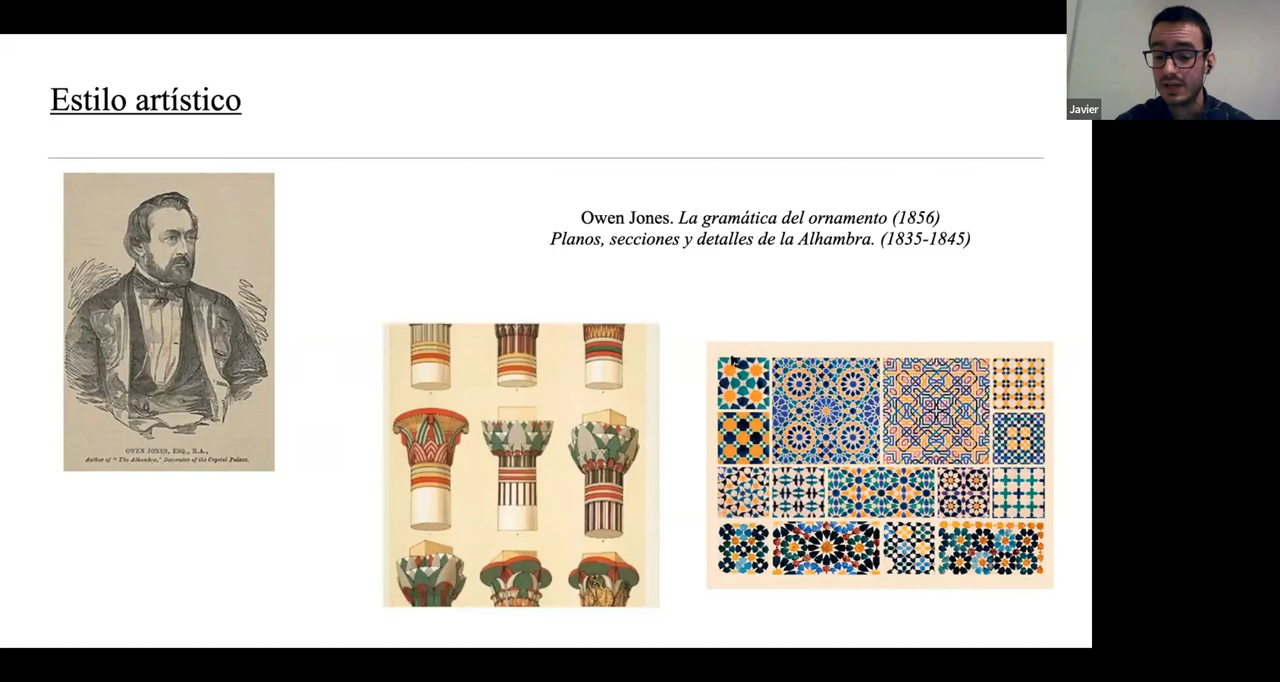 Estilo artístico
Javier
Owen Jones. La gramática del ornamento (1856)
Planos, secciones y detalles de la Alhambra. (1835-1845)
OWEN JONES, ESQ., R.A.,
Author of "The Alhambra," Decorator of the Crystal Palace.